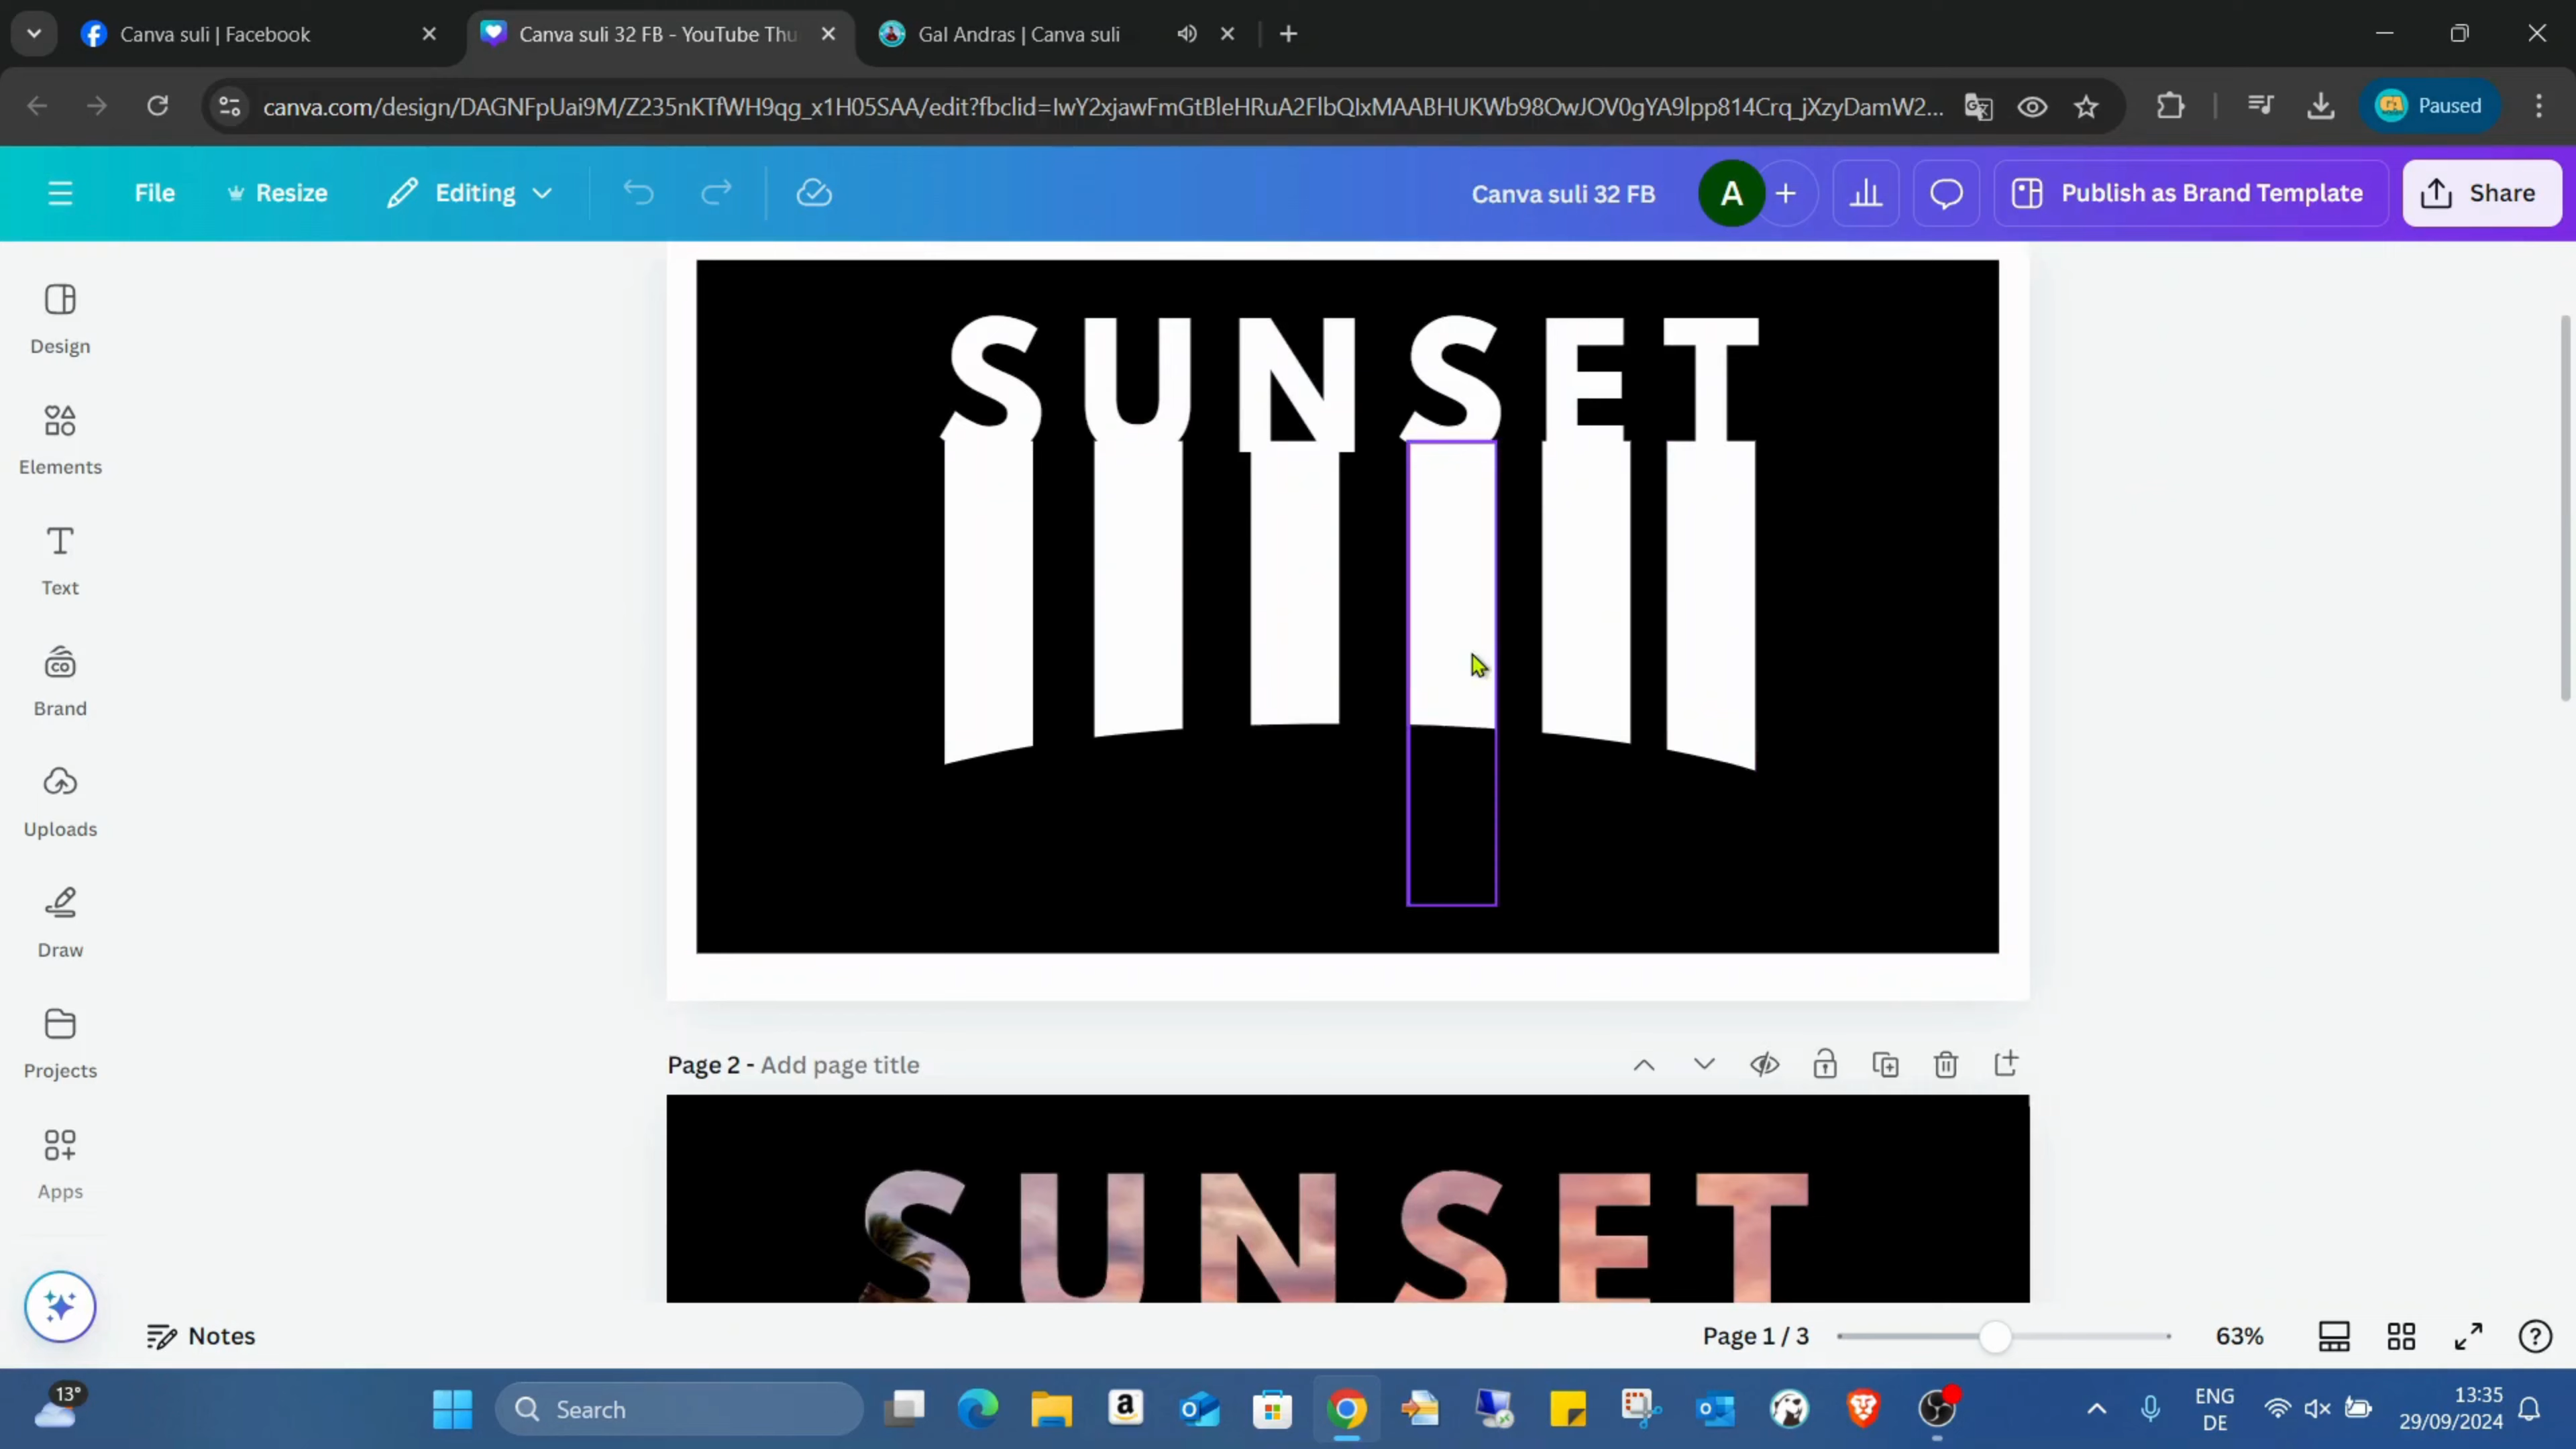 Canva suli | Facebook
Canva suli 32 FB - YouTube Thu
Gal Andras | Canva suli
canva.com/design/DAGNFpUai9M/Z235nKTfWH9qg_x1H05SAA/edit?fbclid=IwY2xjawFmGtBleHRuA2FlbQIxMAABHUKWb98OwJOV0gYA9lpp814Crq_jXzyDamW2...
Paused
File
Resize
Editing
Canva suli 32 FB
A
Publish as Brand Template
Share
Design
Elements
Text
Brand
Uploads
Draw
Projects
Apps
SUNSET
Page 2 - Add page title
SUNSET
Notes
Page 1 / 3
63%
13°
Search
ENG
DE
13:35
29/09/2024